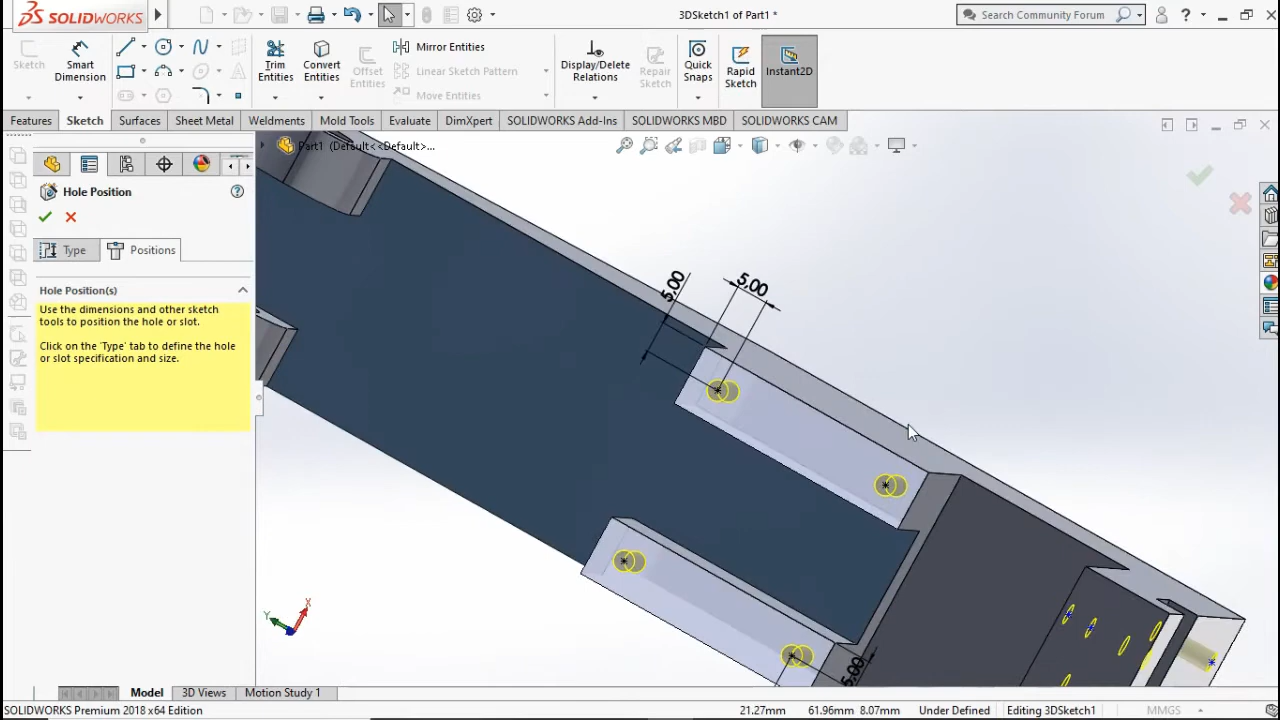 SOLIDWORKS
3DSketch1 of Part1 *
Search Community Forum
?
Sketch
Smart Dimension
Trim Entities
Convert Entities
Offset Entities
Mirror Entities
Linear Sketch Pattern
Move Entities
Display/Delete Relations
Repair Sketch
Quick Snaps
Rapid Sketch
Instant2D
Features Sketch Surfaces Sheet Metal Weldments Mold Tools Evaluate DimXpert SOLIDWORKS Add-Ins SOLIDWORKS MBD SOLIDWORKS CAM
Part1 (Default<<Default>...
Hole Position
?
Type Positions
Hole Position(s)
Use the dimensions and other sketch
tools to position the hole or slot.
Click on the 'Type' tab to define the hole
or slot specification and size.
5,00
5,00
5,00
X
Y
Model 3D Views Motion Study 1
SOLIDWORKS Premium 2018 x64 Edition 21.27mm 61.96mm 8.07mm Under Defined Editing 3DSketch1 MMGS